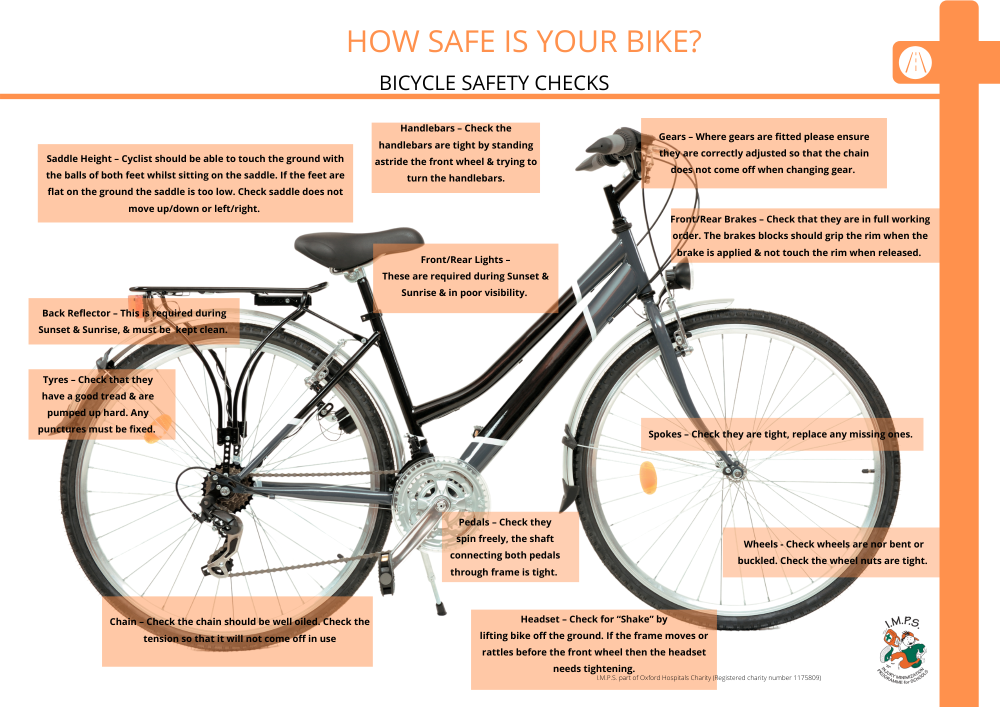 HOW SAFE IS YOUR BIKE?
BICYCLE SAFETY CHECKS
Saddle Height – Cyclist should be able to touch the ground with
the balls of both feet whilst sitting on the saddle. If the feet are
flat on the ground the saddle is too low. Check saddle does not
move up/down or left/right.
Handlebars – Check the
handlebars are tight by standing
astride the front wheel & trying to
turn the handlebars.
Gears – Where gears are fitted please ensure
they are correctly adjusted so that the chain
does not come off when changing gear.
Front/Rear Brakes – Check that they are in full working
order. The brakes blocks should grip the rim when the
brake is applied & not touch the rim when released.
Front/Rear Lights –
These are required during Sunset &
Sunrise & in poor visibility.
Back Reflector – This is required during
Sunset & Sunrise, & must be kept clean.
Tyres – Check that they
have a good tread & are
pumped up hard. Any
punctures must be fixed.
Spokes – Check they are tight, replace any missing ones.
Pedals – Check they
spin freely, the shaft
connecting both pedals
through frame is tight.
Wheels - Check wheels are nor bent or
buckled. Check the wheel nuts are tight.
Chain – Check the chain should be well oiled. Check the
tension so that it will not come off in use
Headset – Check for “Shake” by
lifting bike off the ground. If the frame moves or
rattles before the front wheel then the headset
needs tightening.
I.M.P.S. part of Oxford Hospitals Charity (Registered charity number 1175809)
I.M.P.S.
INJURY MINIMIZATION
PROGRAMME for SCHOOLS